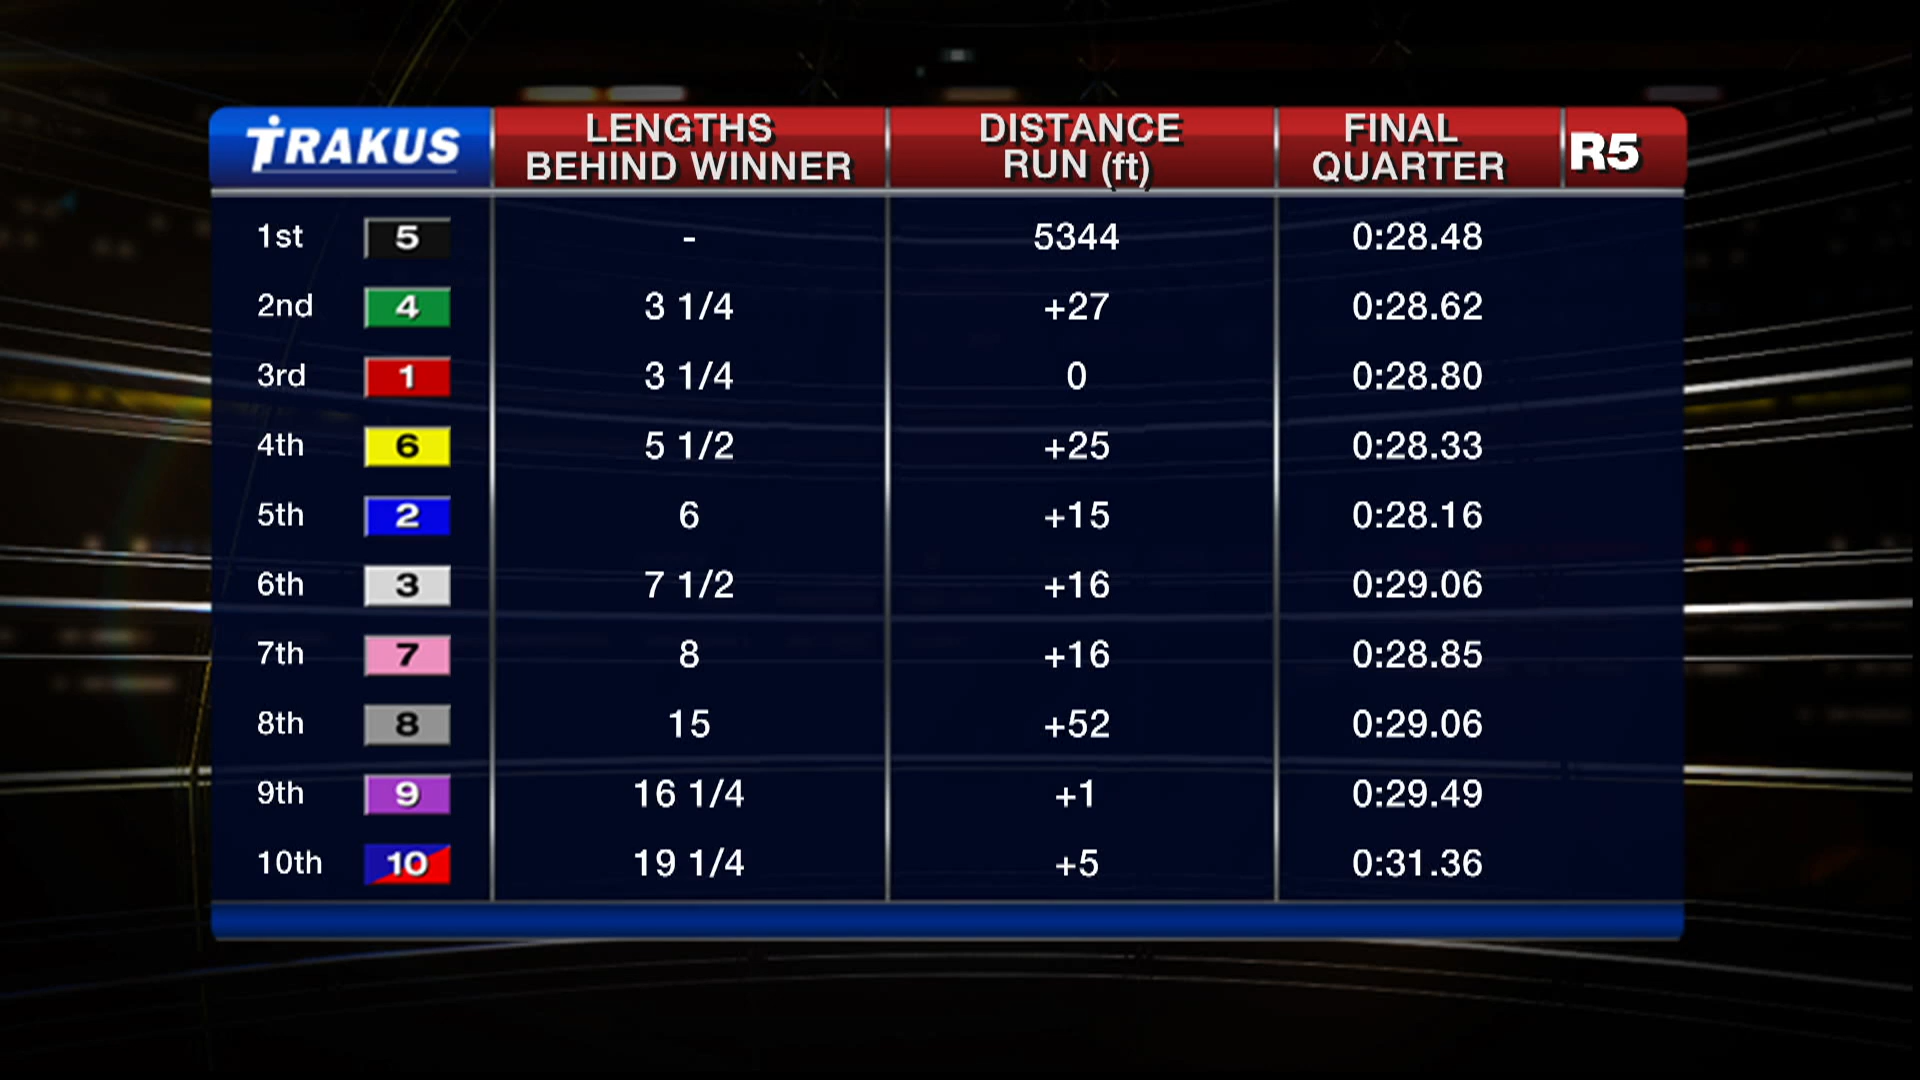 TRAKUS
LENGTHS
BEHIND WINNER
DISTANCE
RUN (ft)
FINAL
QUARTER
R5
1st 5 - 5344 0:28.48
2nd 4 3 1/4 +27 0:28.62
3rd 1 3 1/4 0 0:28.80
4th 6 5 1/2 +25 0:28.33
5th 2 6 +15 0:28.16
6th 3 7 1/2 +16 0:29.06
7th 7 8 +16 0:28.85
8th 8 15 +52 0:29.06
9th 9 16 1/4 +1 0:29.49
10th 10 19 1/4 +5 0:31.36